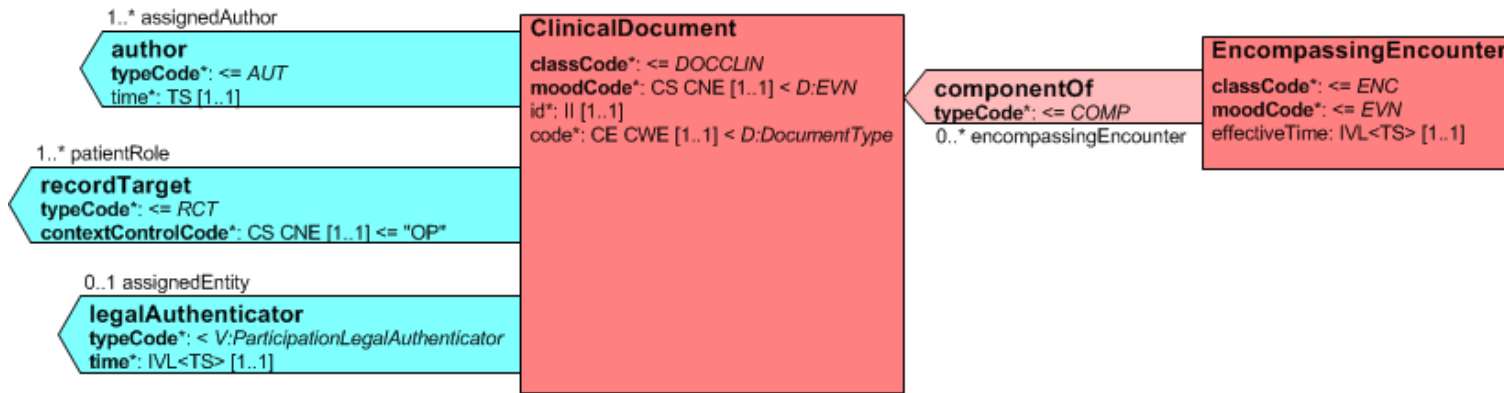 1..* assignedAuthor
author
typeCode*: <= AUT
time*: TS [1..1]
1..* patientRole
recordTarget
typeCode*: <= RCT
contextControlCode*: CS CNE [1..1] <= "OP"
0..1 assignedEntity
legalAuthenticator
typeCode*: < V:ParticipationLegalAuthenticator
time*: IVL<TS> [1..1]
ClinicalDocument
classCode*: <= DOCCLIN
moodCode*: CS CNE [1..1] < D:EVN
id*: II [1..1]
code*: CE CWE [1..1] < D:DocumentType
componentOf
typeCode*: <= COMP
0..* encompassingEncounter
EncompassingEncounter
classCode*: <= ENC
moodCode*: <= EVN
effectiveTime: IVL<TS> [1..1]